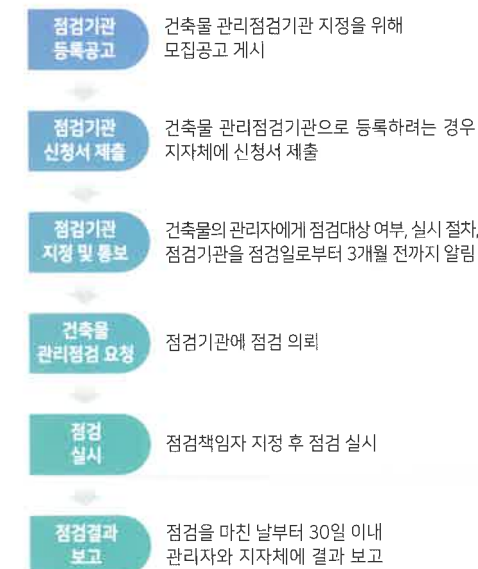 점검기관
등록공고
건축물 관리점검기관 지정을 위해
모집공고 게시
점검기관
신청서 제출
건축물 관리점검기관으로 등록하려는 경우
지자체에 신청서 제출
점검기관
지정 및 통보
건축물의 관리자에게 점검대상 여부, 실시 절차,
점검기관을 점검일로부터 3개월 전까지 알림
건축물
관리점검 요청
점검기관에 점검 의뢰
점검
실시
점검책임자 지정 후 점검 실시
점검결과
보고
점검을 마친 날부터 30일 이내
관리자와 지자체에 결과 보고